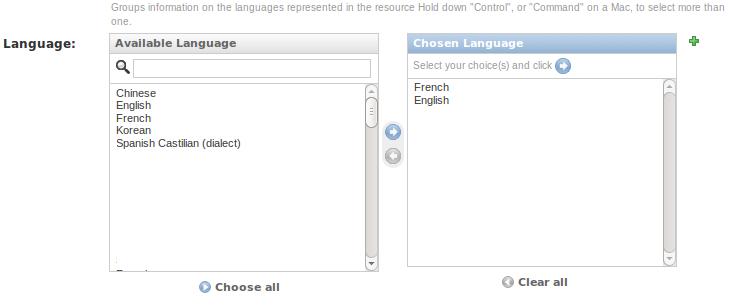 Groups information on the languages represented in the resource Hold down "Control", or "Command" on a Mac, to select more than
one.
Language:
Available Language
Chinese
English
French
Korean
Spanish Castilian (dialect)
Choose all
Chosen Language
Select your choice(s) and click
French
English
Clear all